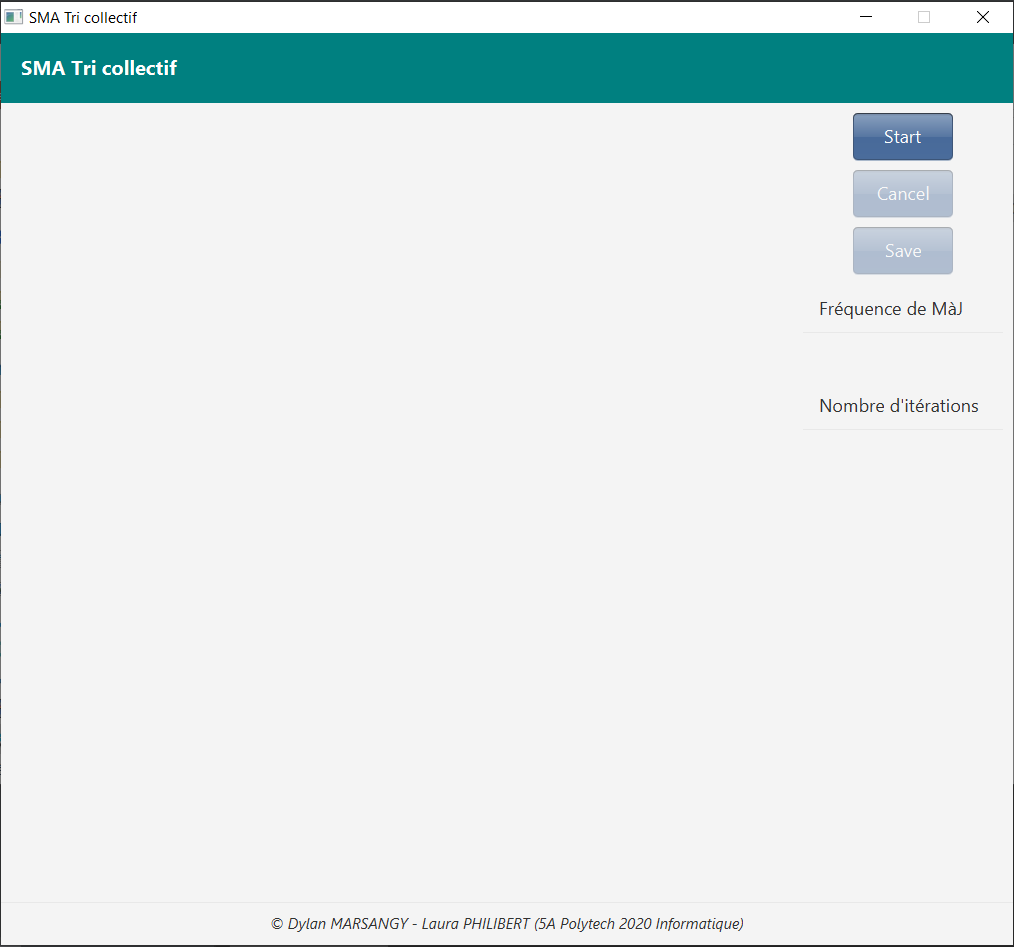 SMA Tri collectif
SMA Tri collectif
Start
Cancel
Save
Fréquence de MàJ
Nombre d'itérations
© Dylan MARSANGY - Laura PHILIBERT (5A Polytech 2020 Informatique)